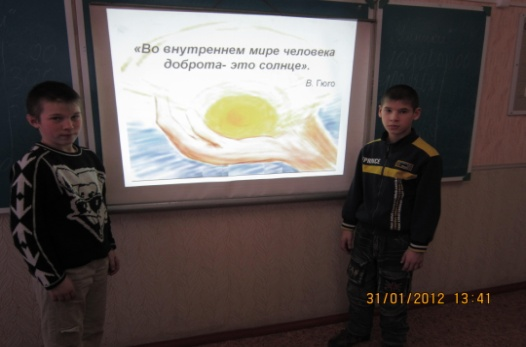 «Во внутреннем мире человека
доброта- это солнце».
В. Гюго
31/01/2012 13:41